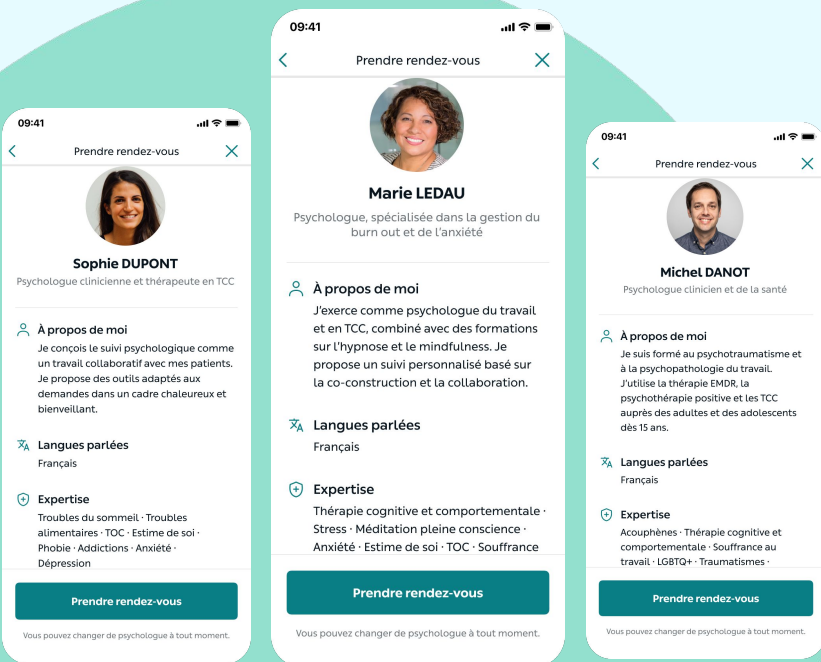 09:41
Prendre rendez-vous
Sophie DUPONT
Psychologue clinicienne et thérapeute en TCC
À propos de moi
Je conçois le suivi psychologique comme
un travail collaboratif avec mes patients.
Je propose des outils adaptés aux
demandes dans un cadre chaleureux et
bienveillant.
Langues parlées
Français
Expertise
Troubles du sommeil · Troubles
alimentaires · TOC · Estime de soi ·
Phobie · Addictions · Anxiété ·
Dépression
Prendre rendez-vous
Vous pouvez changer de psychologue à tout moment.
09:41
Prendre rendez-vous
Marie LEDAU
Psychologue, spécialisée dans la gestion du
burn out et de l'anxiété
À propos de moi
J'exerce comme psychologue du travail
et en TCC, combiné avec des formations
sur l'hypnose et le mindfulness. Je
propose un suivi personnalisé basé sur
la co-construction et la collaboration.
Langues parlées
Français
Expertise
Thérapie cognitive et comportementale ·
Stress · Méditation pleine conscience ·
Anxiété · Estime de soi · TOC · Souffrance
Prendre rendez-vous
Vous pouvez changer de psychologue à tout moment.
09:41
Prendre rendez-vous
Michel DANOT
Psychologue clinicien et de la santé
À propos de moi
Je suis formé au psychotraumatisme et
à la psychopathologie du travail.
J'utilise la thérapie EMDR, la
psychothérapie positive et les TCC
auprès des adultes et des adolescents
dès 15 ans.
Langues parlées
Français
Expertise
Acouphènes · Thérapie cognitive et
comportementale · Souffrance au
travail · LGBTQ+ · Traumatismes ·
Prendre rendez-vous
Vous pouvez changer de psychologue à tout moment.